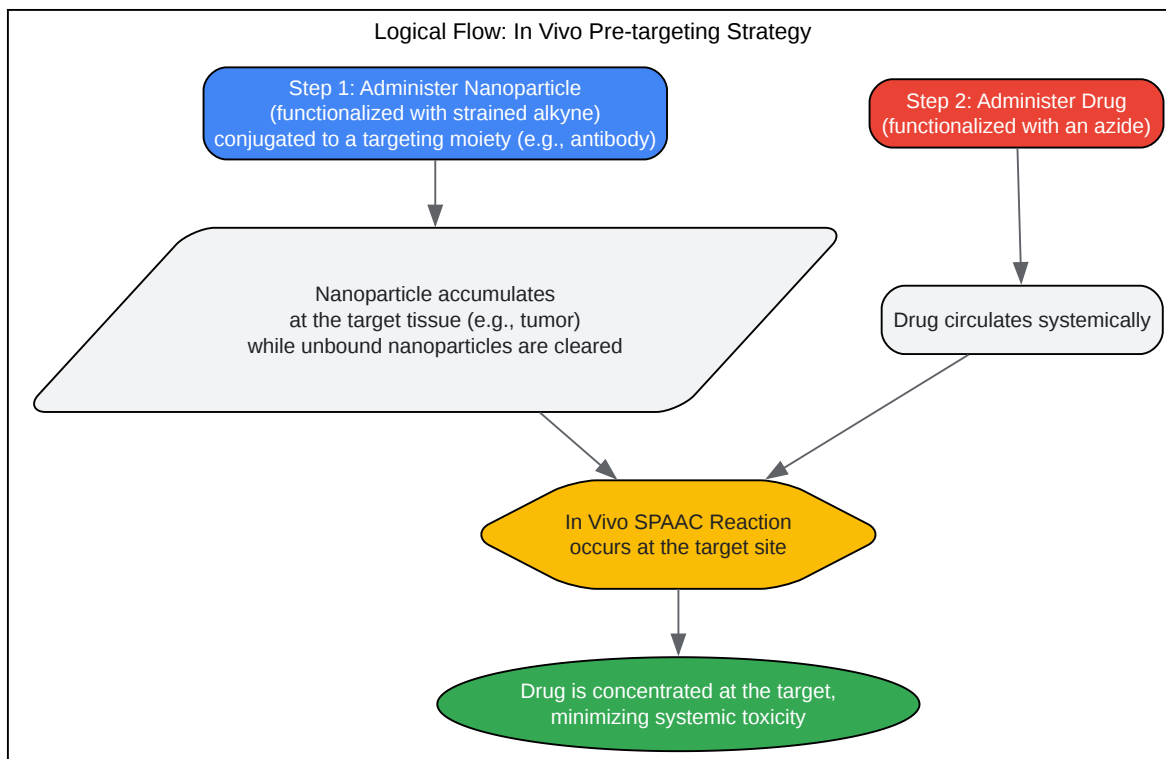 Logical Flow: In Vivo Pre-targeting Strategy
Step 1: Administer Nanoparticle
(functionalized with strained alkyne)
conjugated to a targeting moiety (e.g., antibody)
Step 2: Administer Drug
(functionalized with an azide)
Nanoparticle accumulates
at the target tissue (e.g., tumor)
while unbound nanoparticles are cleared
Drug circulates systemically
In Vivo SPAAC Reaction
occurs at the target site
Drug is concentrated at the target,
minimizing systemic toxicity